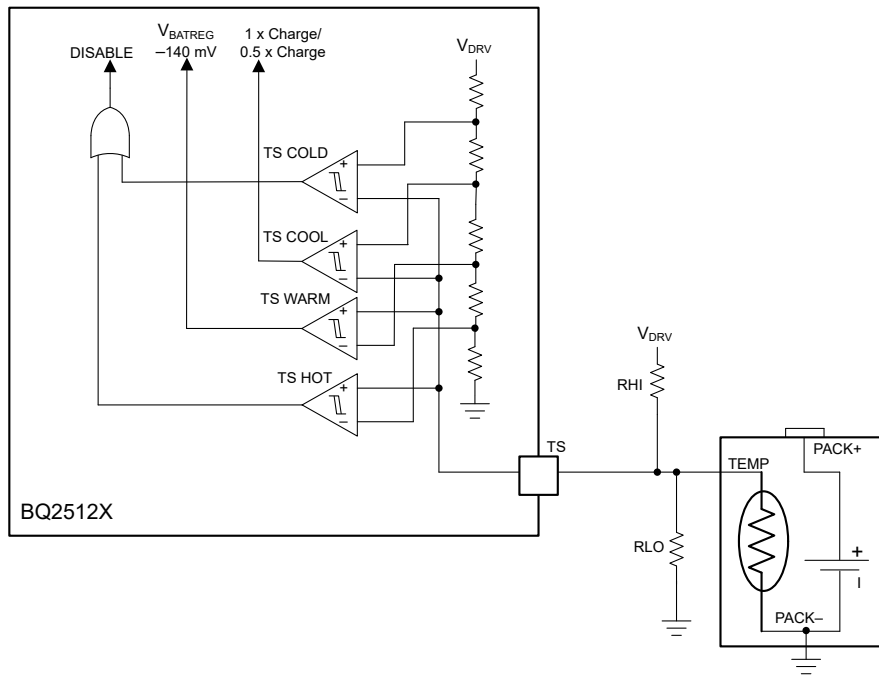 DISABLE
VBATREG
–140 mV
1 x Charge/
0.5 x Charge
VDRV
TS COLD
+
–
TS COOL
+
–
TS WARM
+
–
TS HOT
+
–
TS
BQ2512X
VDRV
RHI
RLO
TEMP
PACK+
+
I
PACK–